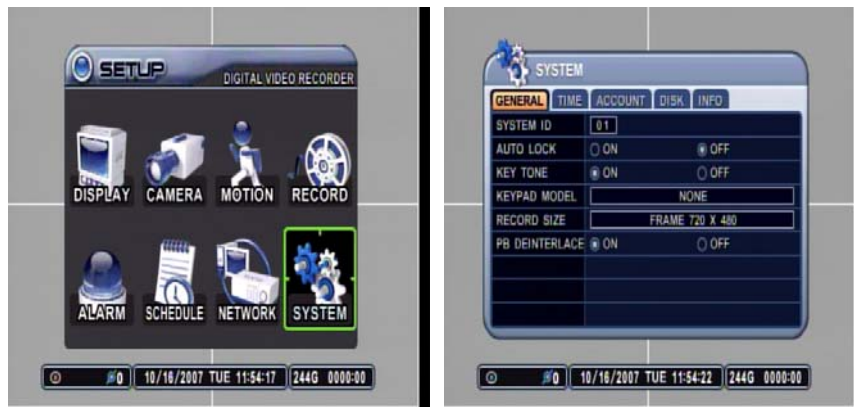 SETUP
DIGITAL VIDEO RECORDER
DISPLAY CAMERA MOTION RECORD
ALARM SCHEDULE NETWORK SYSTEM
0 10/16/2007 TUE 11:54:17 244G 0000:00
SYSTEM
GENERAL TIME ACCOUNT DISK INFO
SYSTEM ID 01
AUTO LOCK ON OFF
KEY TONE ON OFF
KEYPAD MODEL NONE
RECORD SIZE FRAME 720 X 480
PB DEINTERLACE ON OFF
0 10/16/2007 TUE 11:54:22 244G 0000:00